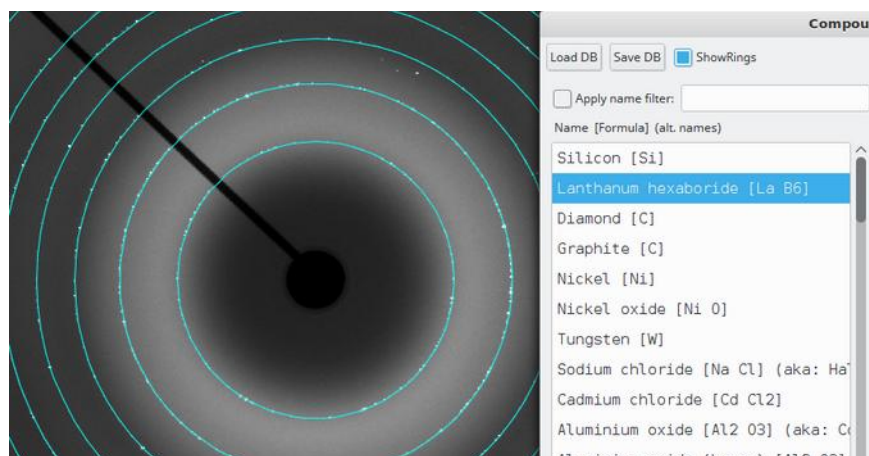 Compou
Load DB Save DB ShowRings
Apply name filter:
Name [Formula] (alt. names)
Silicon [Si]
Lanthanum hexaboride [La B6]
Diamond [C]
Graphite [C]
Nickel [Ni]
Nickel oxide [Ni O]
Tungsten [W]
Sodium chloride [Na Cl] (aka: Hal
Cadmium chloride [Cd Cl2]
Aluminium oxide [Al2 O3] (aka: Co